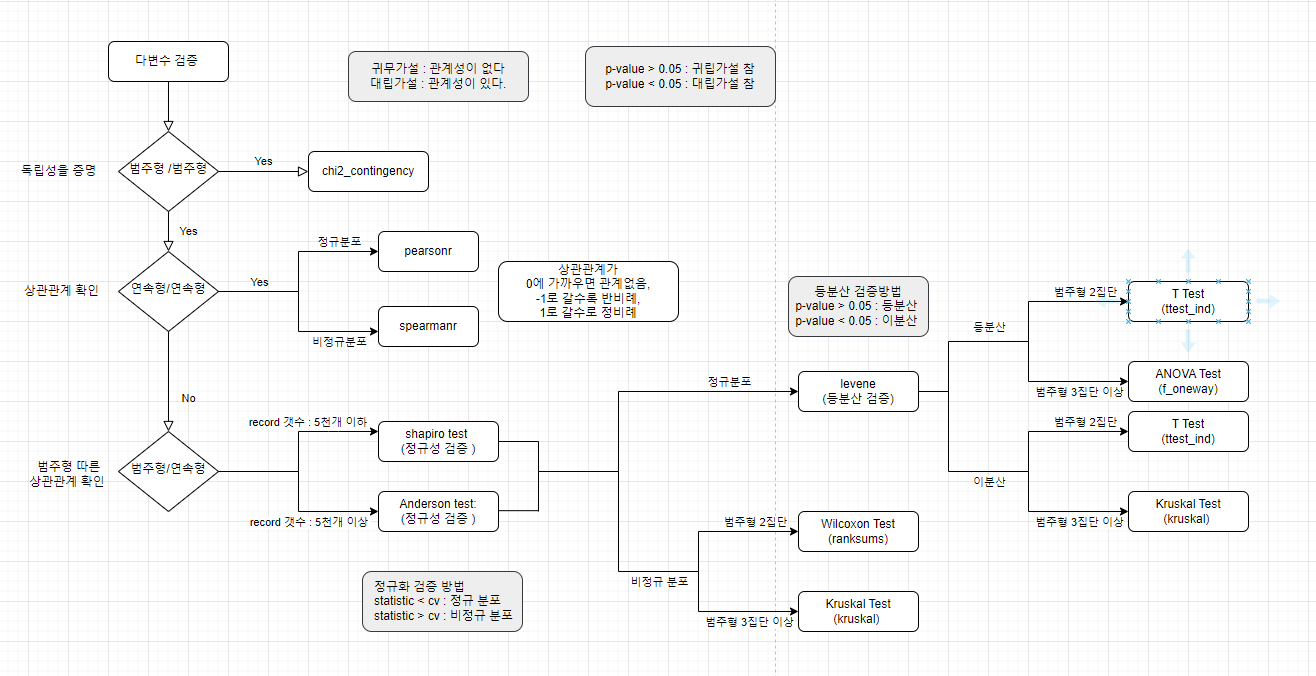 다변수 검증
귀무가설 : 관계성이 없다
대립가설 : 관계성이 있다.
p-value > 0.05 : 귀립가설 참
p-value < 0.05 : 대립가설 참
독립성을 증명
범주형 /범주형
Yes
chi2_contingency
Yes
상관관계 확인
연속형/연속형
Yes
정규분포
pearsonr
비정규분포
spearmanr
상관관계가
0에 가까우면 관계없음,
-1로 갈수록 반비례,
1로 갈수로 정비례
No
범주형 따른
상관관계 확인
범주형/연속형
record 갯수 : 5천개 이하
shapiro test
(정규성 검증 )
record 갯수 : 5천개 이상
Anderson test:
(정규성 검증 )
정규화 검증 방법
statistic < cv : 정규 분포
statistic > cv : 비정규 분포
정규분포
levene
(등분산 검증)
등분산 검증방법
p-value > 0.05 : 등분산
p-value < 0.05 : 이분산
등분산
범주형 2집단
T Test
(ttest_ind)
범주형 3집단 이상
ANOVA Test
(f_oneway)
이분산
범주형 2집단
T Test
(ttest_ind)
범주형 3집단 이상
Kruskal Test
(kruskal)
비정규 분포
범주형 2집단
Wilcoxon Test
(ranksums)
범주형 3집단 이상
Kruskal Test
(kruskal)